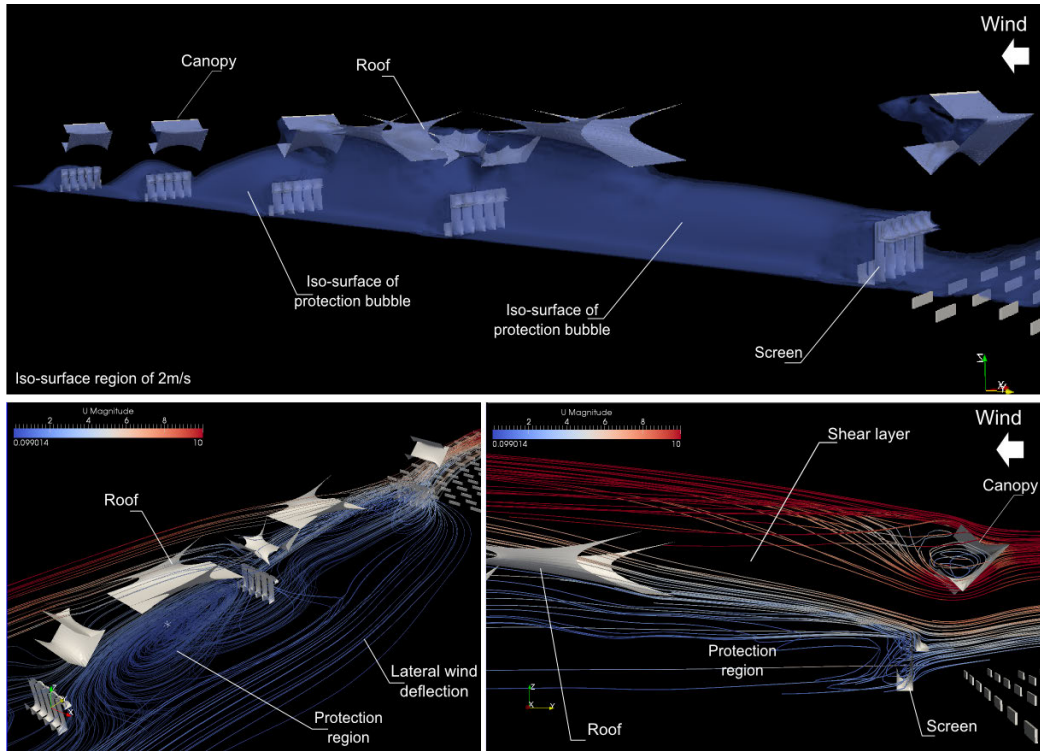 Wind
Canopy
Roof
Iso-surface of
protection bubble
Iso-surface of
protection bubble
Screen
Iso-surface region of 2m/s
Z
X
Y
U Magnitude
2
4
6
8
0.099014
10
Roof
Lateral wind
deflection
Protection
region
U Magnitude
2
4
6
8
0.099014
10
Wind
Shear layer
Canopy
Protection
region
Z
X
Y
Roof
Screen